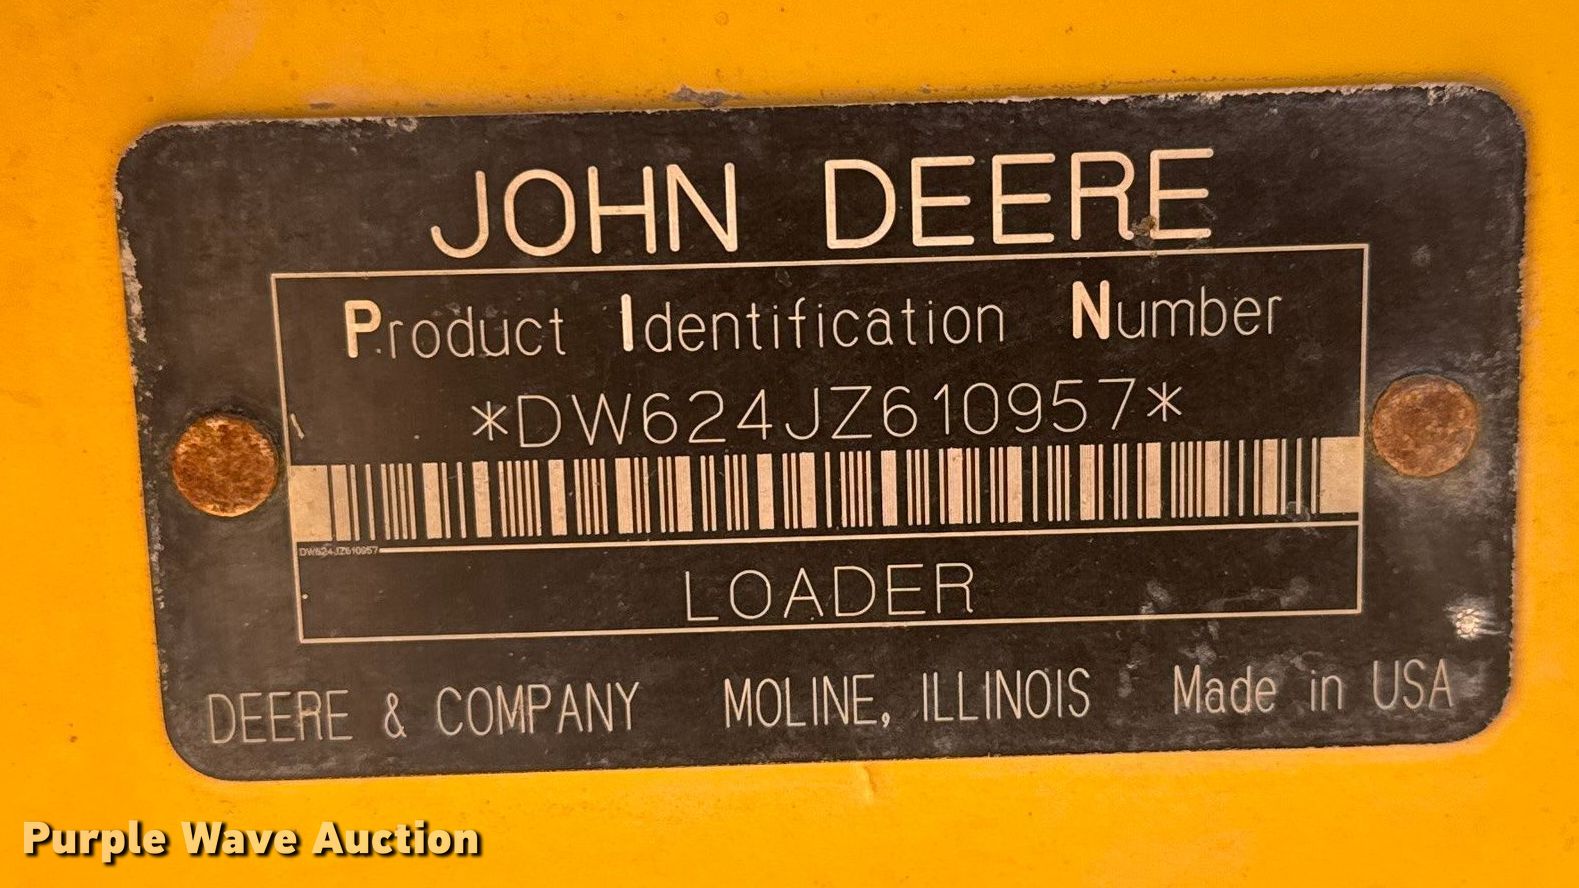 JOHN DEERE
Product Identification Number
*DW624JZ610957*
DW624JZ610957
LOADER
DEERE & COMPANY MOLINE, ILLINOIS Made in USA
Purple Wave Auction